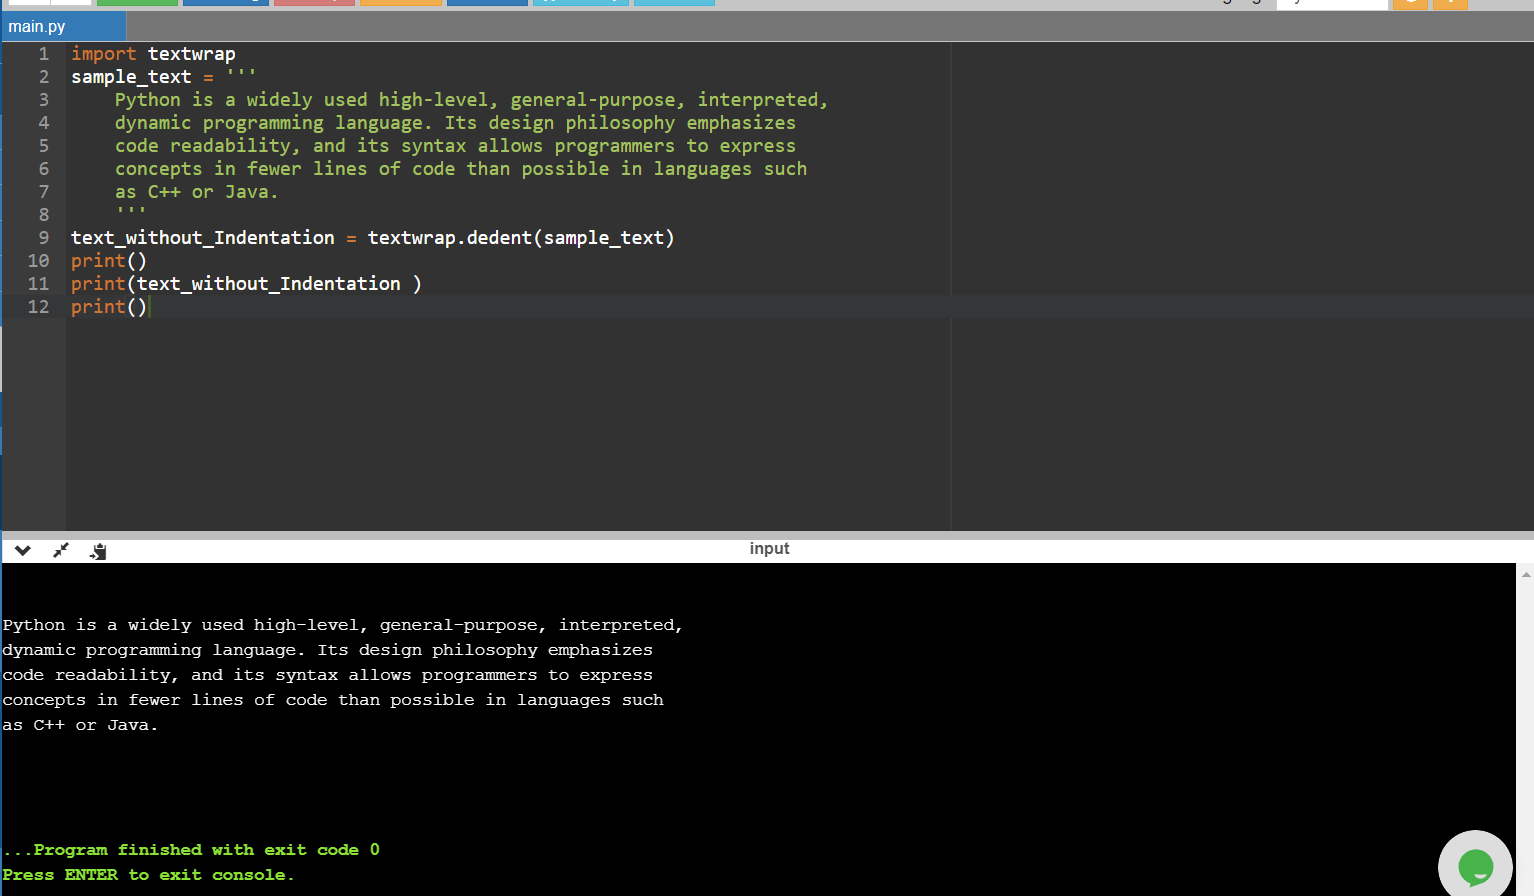 main.py
1 import textwrap
2 sample_text = '''
3     Python is a widely used high-level, general-purpose, interpreted,
4     dynamic programming language. Its design philosophy emphasizes
5     code readability, and its syntax allows programmers to express
6     concepts in fewer lines of code than possible in languages such
7     as C++ or Java.
8     '''
9 text_without_Indentation = textwrap.dedent(sample_text)
10 print()
11 print(text_without_Indentation )
12 print()
input
Python is a widely used high-level, general-purpose, interpreted,
dynamic programming language. Its design philosophy emphasizes
code readability, and its syntax allows programmers to express
concepts in fewer lines of code than possible in languages such
as C++ or Java.
...Program finished with exit code 0
Press ENTER to exit console.